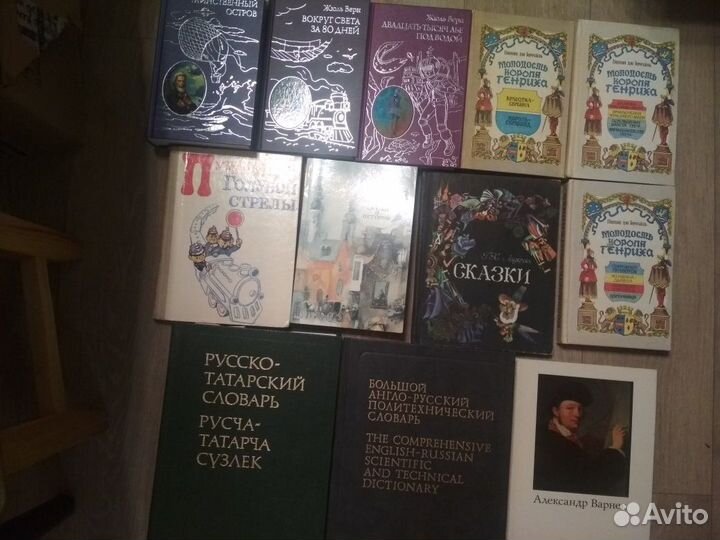 ОСТРОВ
Жюль Верн
ВОКРУГ СВЕТА
ЗА 80 ДНЕЙ
Жюль Верн
ДВАДЦАТЬ ТЫСЯЧ ЛЬЕ
ПОД ВОДОЙ
Молодость
короля
Генриха
Молодость
короля
Генриха
Голубой
стрелы
СКАЗКИ
Молодость
короля
Генриха
РУССКО-
ТАТАРСКИЙ
СЛОВАРЬ
РУСЧА-
ТАТАРЧА
СҮЗЛЕК
БОЛЬШОЙ
АНГЛО-РУССКИЙ
ПОЛИТЕХНИЧЕСКИЙ
СЛОВАРЬ
THE COMPREHENSIVE
ENGLISH-RUSSIAN
SCIENTIFIC
AND TECHNICAL
DICTIONARY
Александр
Avito